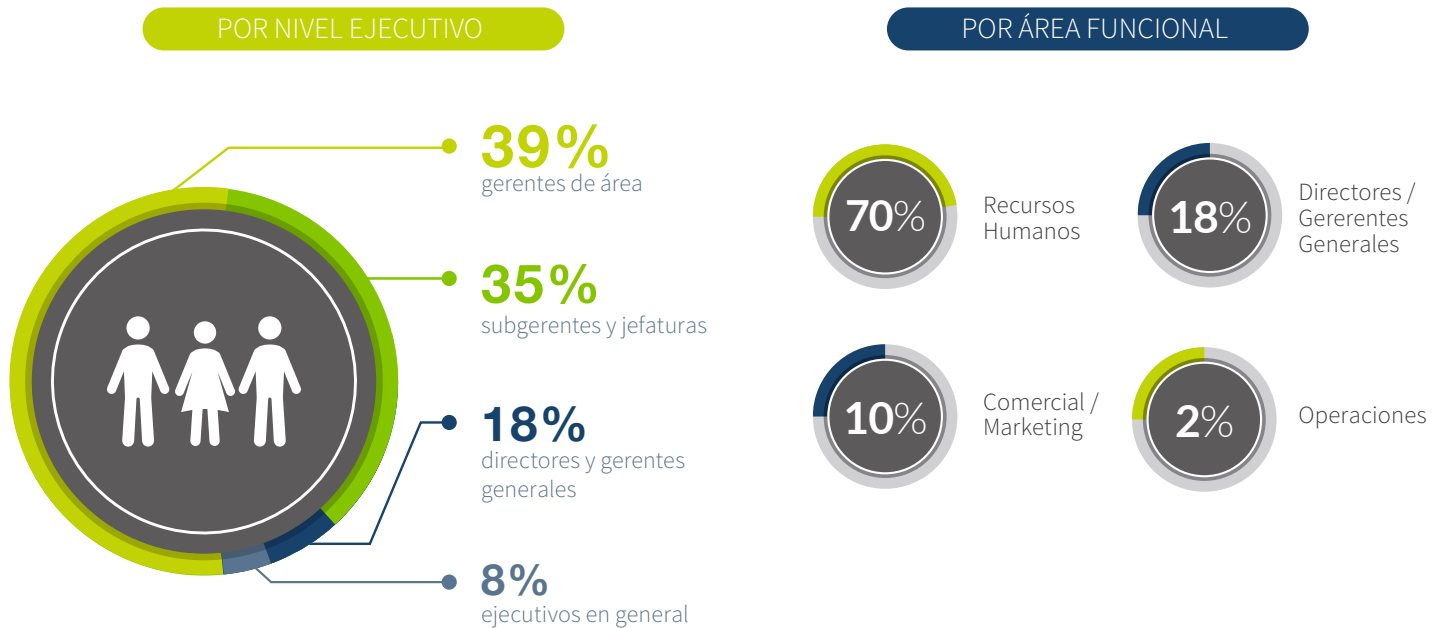 POR NIVEL EJECUTIVO
39%
gerentes de área
35%
subgerentes y jefaturas
18%
directores y gerentes
generales
8%
ejecutivos en general
POR ÁREA FUNCIONAL
70%
Recursos
Humanos
18%
Directores /
Gererentes
Generales
10%
Comercial /
Marketing
2%
Operaciones